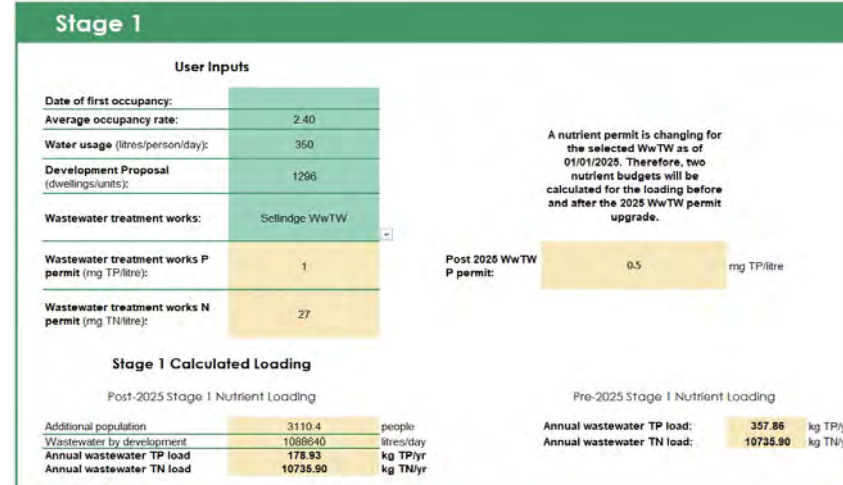 Stage 1
User Inputs
Date of first occupancy:
Average occupancy rate: 2.40
Water usage (litres/person/day): 350
Development Proposal
(dwellings/units): 1296
Wastewater treatment works: Sellindge WwTW
Wastewater treatment works P
permit (mg TP/litre): 1
Wastewater treatment works N
permit (mg TN/litre): 27
A nutrient permit is changing for
the selected WwTW as of
01/01/2025. Therefore, two
nutrient budgets will be
calculated for the loading before
and after the 2025 WwTW permit
upgrade.
Post 2025 WwTW
P permit: 0.5 mg TP/litre
Stage 1 Calculated Loading
Post-2025 Stage 1 Nutrient Loading
Additional population 3110.4 people
Wastewater by development 1088640 litres/day
Annual wastewater TP load 178.93 kg TP/yr
Annual wastewater TN load 10735.90 kg TN/yr
Pre-2025 Stage 1 Nutrient Loading
Annual wastewater TP load: 357.86 kg TP/y
Annual wastewater TN load: 10735.90 kg TN/y